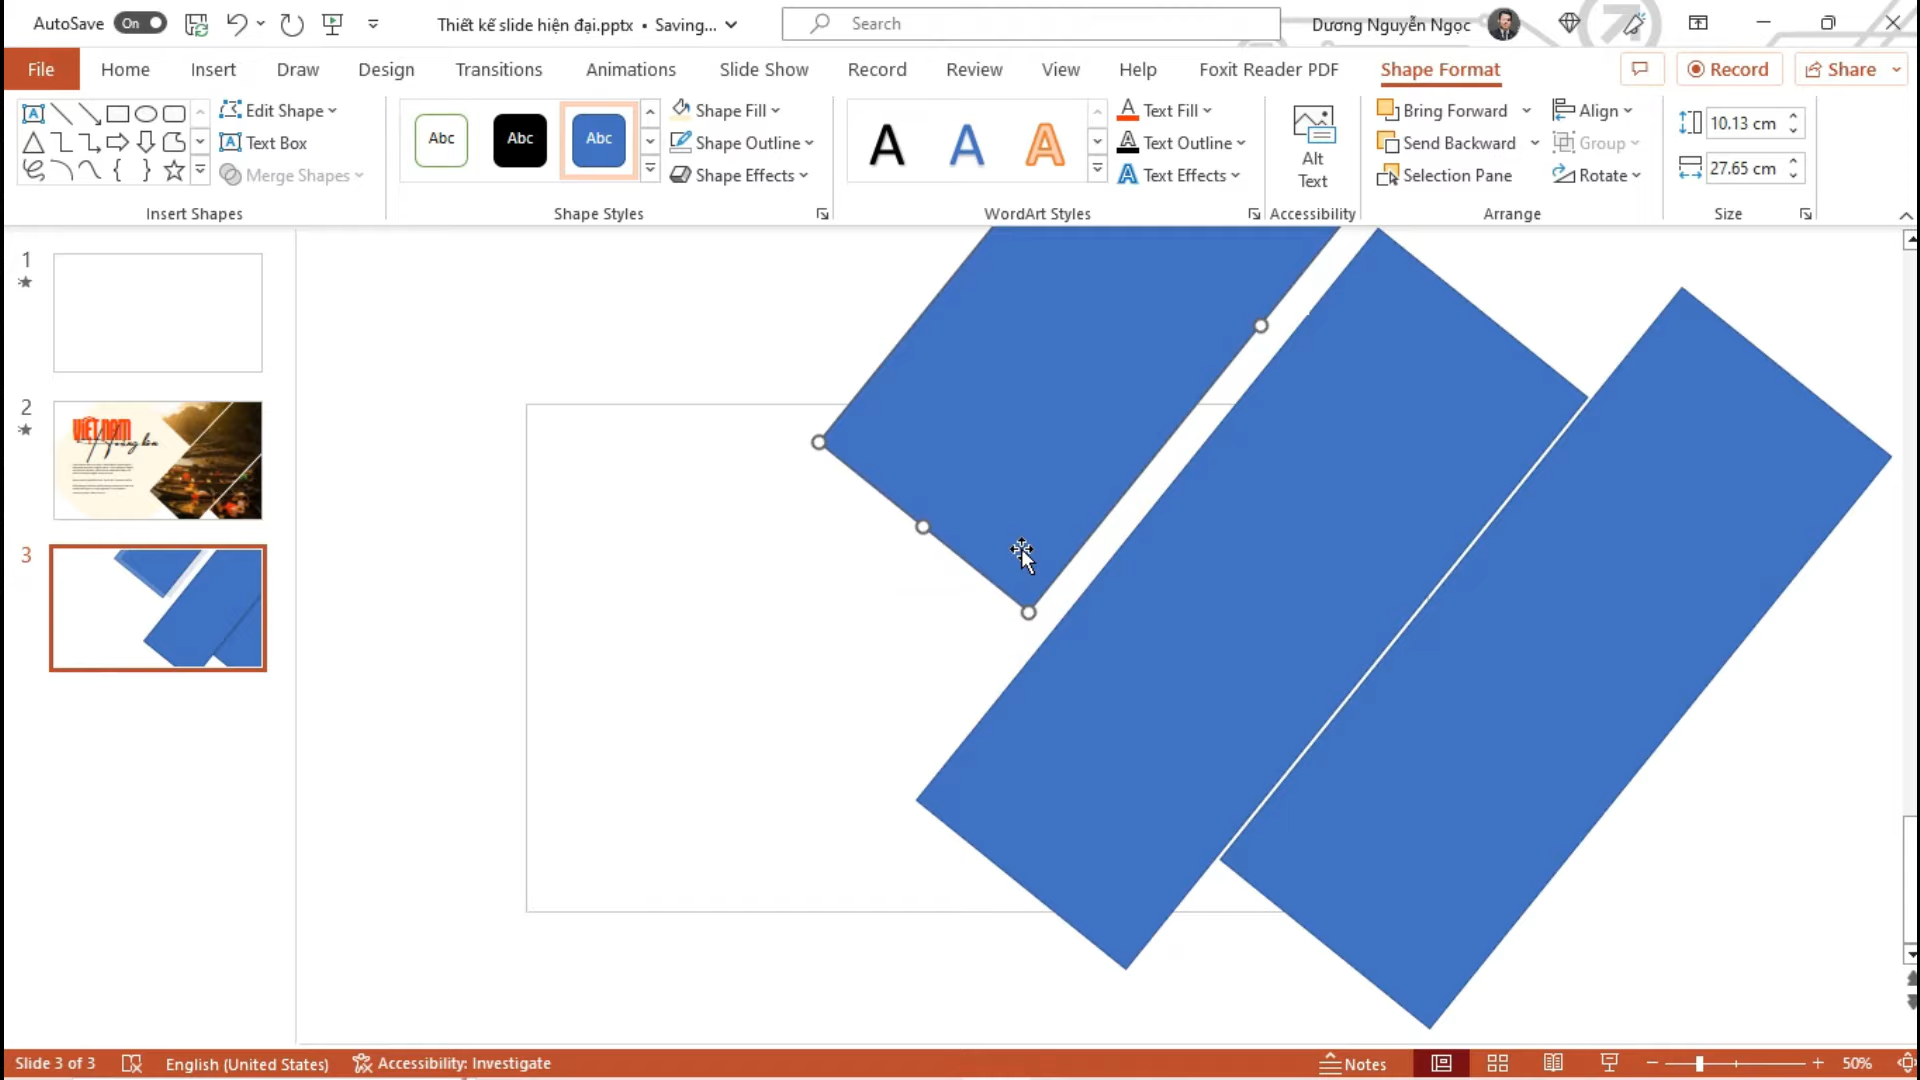 AutoSave On Thiết kế slide hiện đại.pptx • Saving... Search Dương Nguyễn Ngọc
File Home Insert Draw Design Transitions Animations Slide Show Record Review View Help Foxit Reader PDF Shape Format Record Share
Edit Shape
Text Box
Merge Shapes
Insert Shapes
Abc Abc Abc
Shape Fill
Shape Outline
Shape Effects
Shape Styles
A A A
Text Fill
Text Outline
Text Effects
WordArt Styles
Alt
Text
Accessibility
Bring Forward
Send Backward
Selection Pane
Align
Group
Rotate
Arrange
10.13 cm
27.65 cm
Size
1
2
VIỆT NAM
3
Slide 3 of 3 English (United States) Accessibility: Investigate Notes 50%